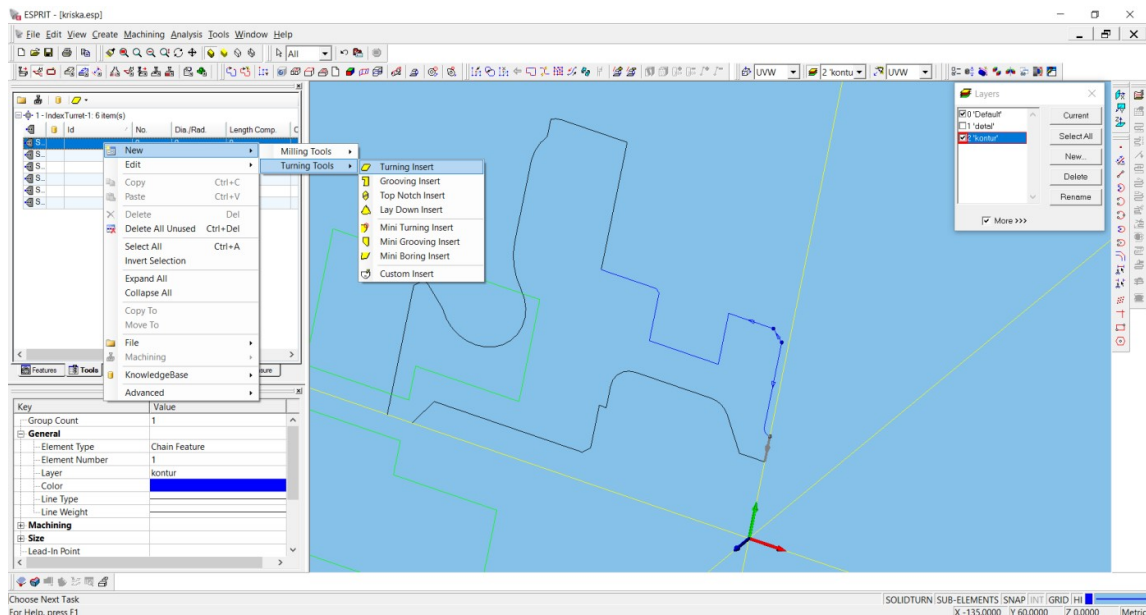 ESPRIT - [kriska.esp]
File Edit View Create Machining Analysis Tools Window Help
All
UVW 2 'kontu UVW
1 - IndexTurret-1: 6 item(s)
Id No. Dia./Rad. Length Comp.
S...
S...
S...
S...
S...
S...
New
Edit
Copy Ctrl+C
Paste Ctrl+V
Delete Del
Delete All Unused Ctrl+Del
Select All Ctrl+A
Invert Selection
Expand All
Collapse All
Copy To
Move To
File
Machining
KnowledgeBase
Advanced
Milling Tools
Turning Tools
Turning Insert
Grooving Insert
Top Notch Insert
Lay Down Insert
Mini Turning Insert
Mini Grooving Insert
Mini Boring Insert
Custom Insert
Layers
0 'Default' Current
1 'detal' Select All
2 'kontur' New...
Delete
Rename
More >>>
Features Tools
Key Value
Group Count 1
General
Element Type Chain Feature
Element Number 1
Layer kontur
Color
Line Type
Line Weight
Machining
Size
Lead-In Point
Choose Next Task SOLIDTURN SUB-ELEMENTS SNAP INT GRID HI
For Help, press F1 X -135.0000 Y 60.0000 Z 0.0000 Metric